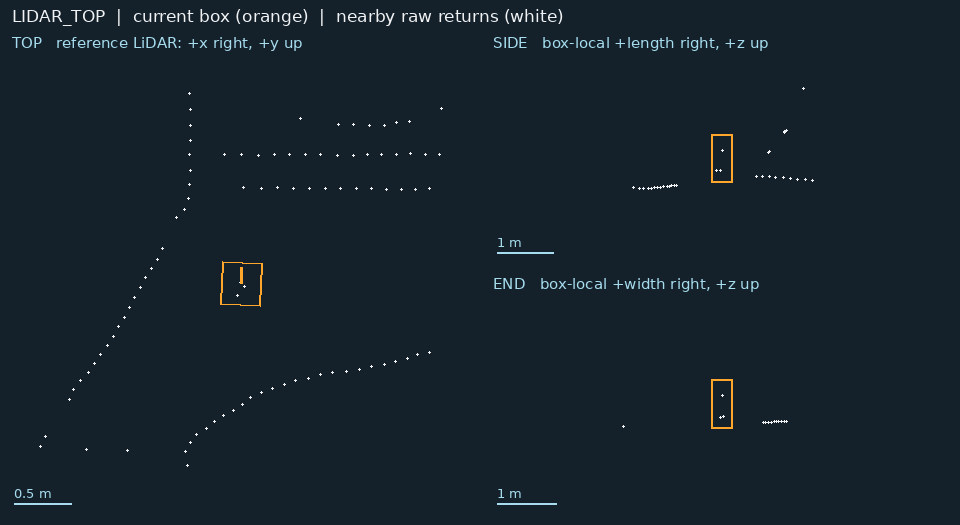 LIDAR_TOP | current box (orange) | nearby raw returns (white)
TOP reference LiDAR: +x right, +y up
SIDE box-local +length right, +z up
1 m
END box-local +width right, +z up
0.5 m
1 m